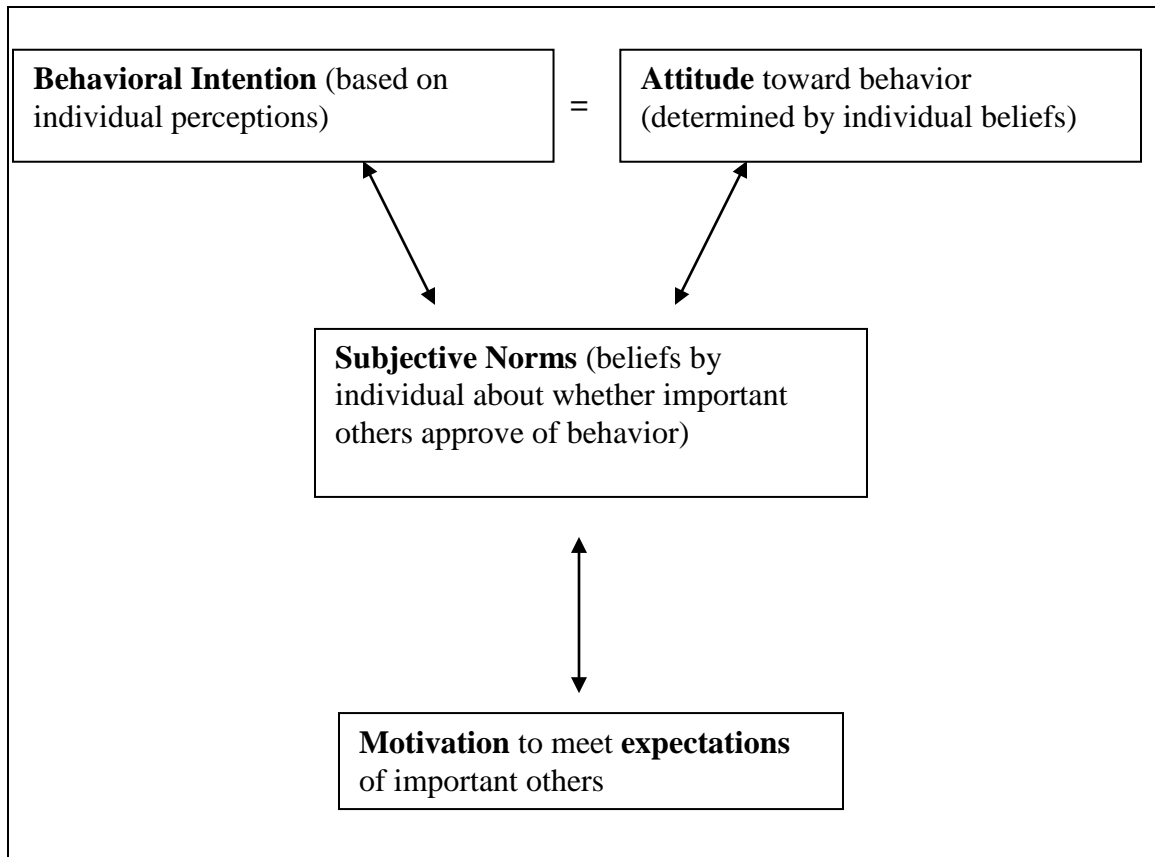 Behavioral Intention (based on
individual perceptions)
=
Attitude toward behavior
(determined by individual beliefs)
Subjective Norms (beliefs by
individual about whether important
others approve of behavior)
Motivation to meet expectations
of important others